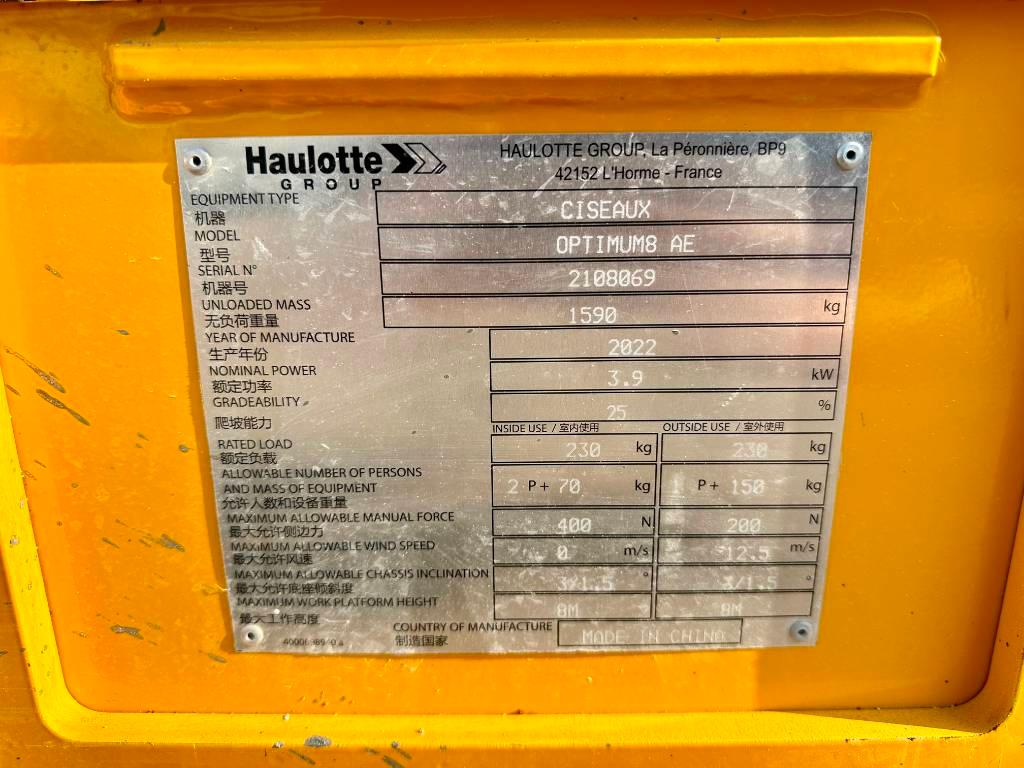 Haulotte
GROUP
HAULOTTE GROUP, La Péronnière, BP9
42152 L'Horme - France
EQUIPMENT TYPE
机器
CISEAUX
MODEL
型号
OPTIMUM8 AE
SERIAL N°
机器号
2108069
UNLOADED MASS
无负荷重量
1590 kg
YEAR OF MANUFACTURE
生产年份
2022
NOMINAL POWER
额定功率
3.9 kW
GRADEABILITY
爬坡能力
25 %
INSIDE USE / 室内使用 OUTSIDE USE / 室外使用
RATED LOAD
额定负载
230 kg 230 kg
ALLOWABLE NUMBER OF PERSONS
AND MASS OF EQUIPMENT
允许人数和设备重量
2 P+ 70 kg 1 P+ 150 kg
MAXIMUM ALLOWABLE MANUAL FORCE
最大允许侧边力
400 N 200 N
MAXIMUM ALLOWABLE WIND SPEED
最大允许风速
0 m/s 12.5 m/s
MAXIMUM ALLOWABLE CHASSIS INCLINATION
最大允许底座倾斜度
3/1.5 ° 3/1.5 °
MAXIMUM WORK PLATFORM HEIGHT
最大工作高度
8M 8M
COUNTRY OF MANUFACTURE
制造国家
MADE IN CHINA